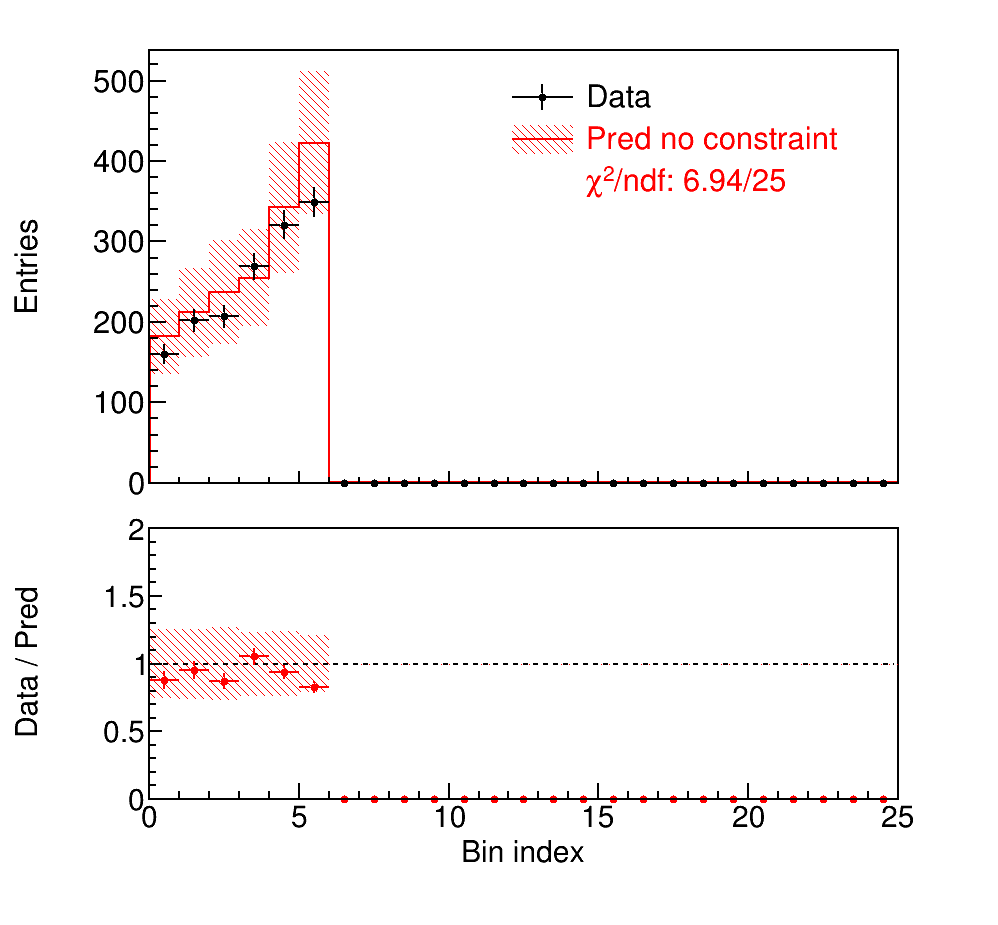 500
400
300
200
100
0
Entries
Data
Pred no constraint
χ²/ndf: 6.94/25
2
1.5
1
0.5
0
Data / Pred
0 5 10 15 20 25
Bin index